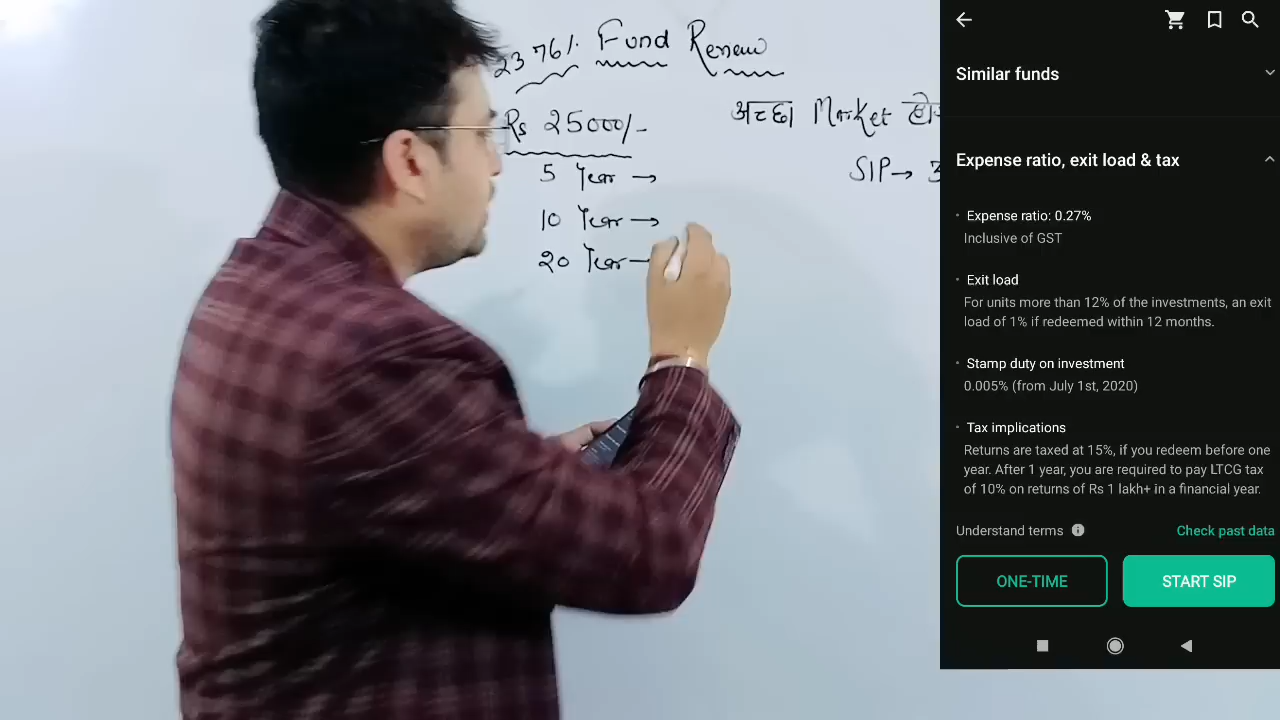 23.76% Fund Renew
Rs 25000/-
5 Year →
10 Year →
20 Year →
अच्छा Market
SIP →
Similar funds
Expense ratio, exit load & tax
Expense ratio: 0.27%
Inclusive of GST
Exit load
For units more than 12% of the investments, an exit
load of 1% if redeemed within 12 months.
Stamp duty on investment
0.005% (from July 1st, 2020)
Tax implications
Returns are taxed at 15%, if you redeem before one
year. After 1 year, you are required to pay LTCG tax
of 10% on returns of Rs 1 lakh+ in a financial year.
Understand terms
Check past data
ONE-TIME
START SIP